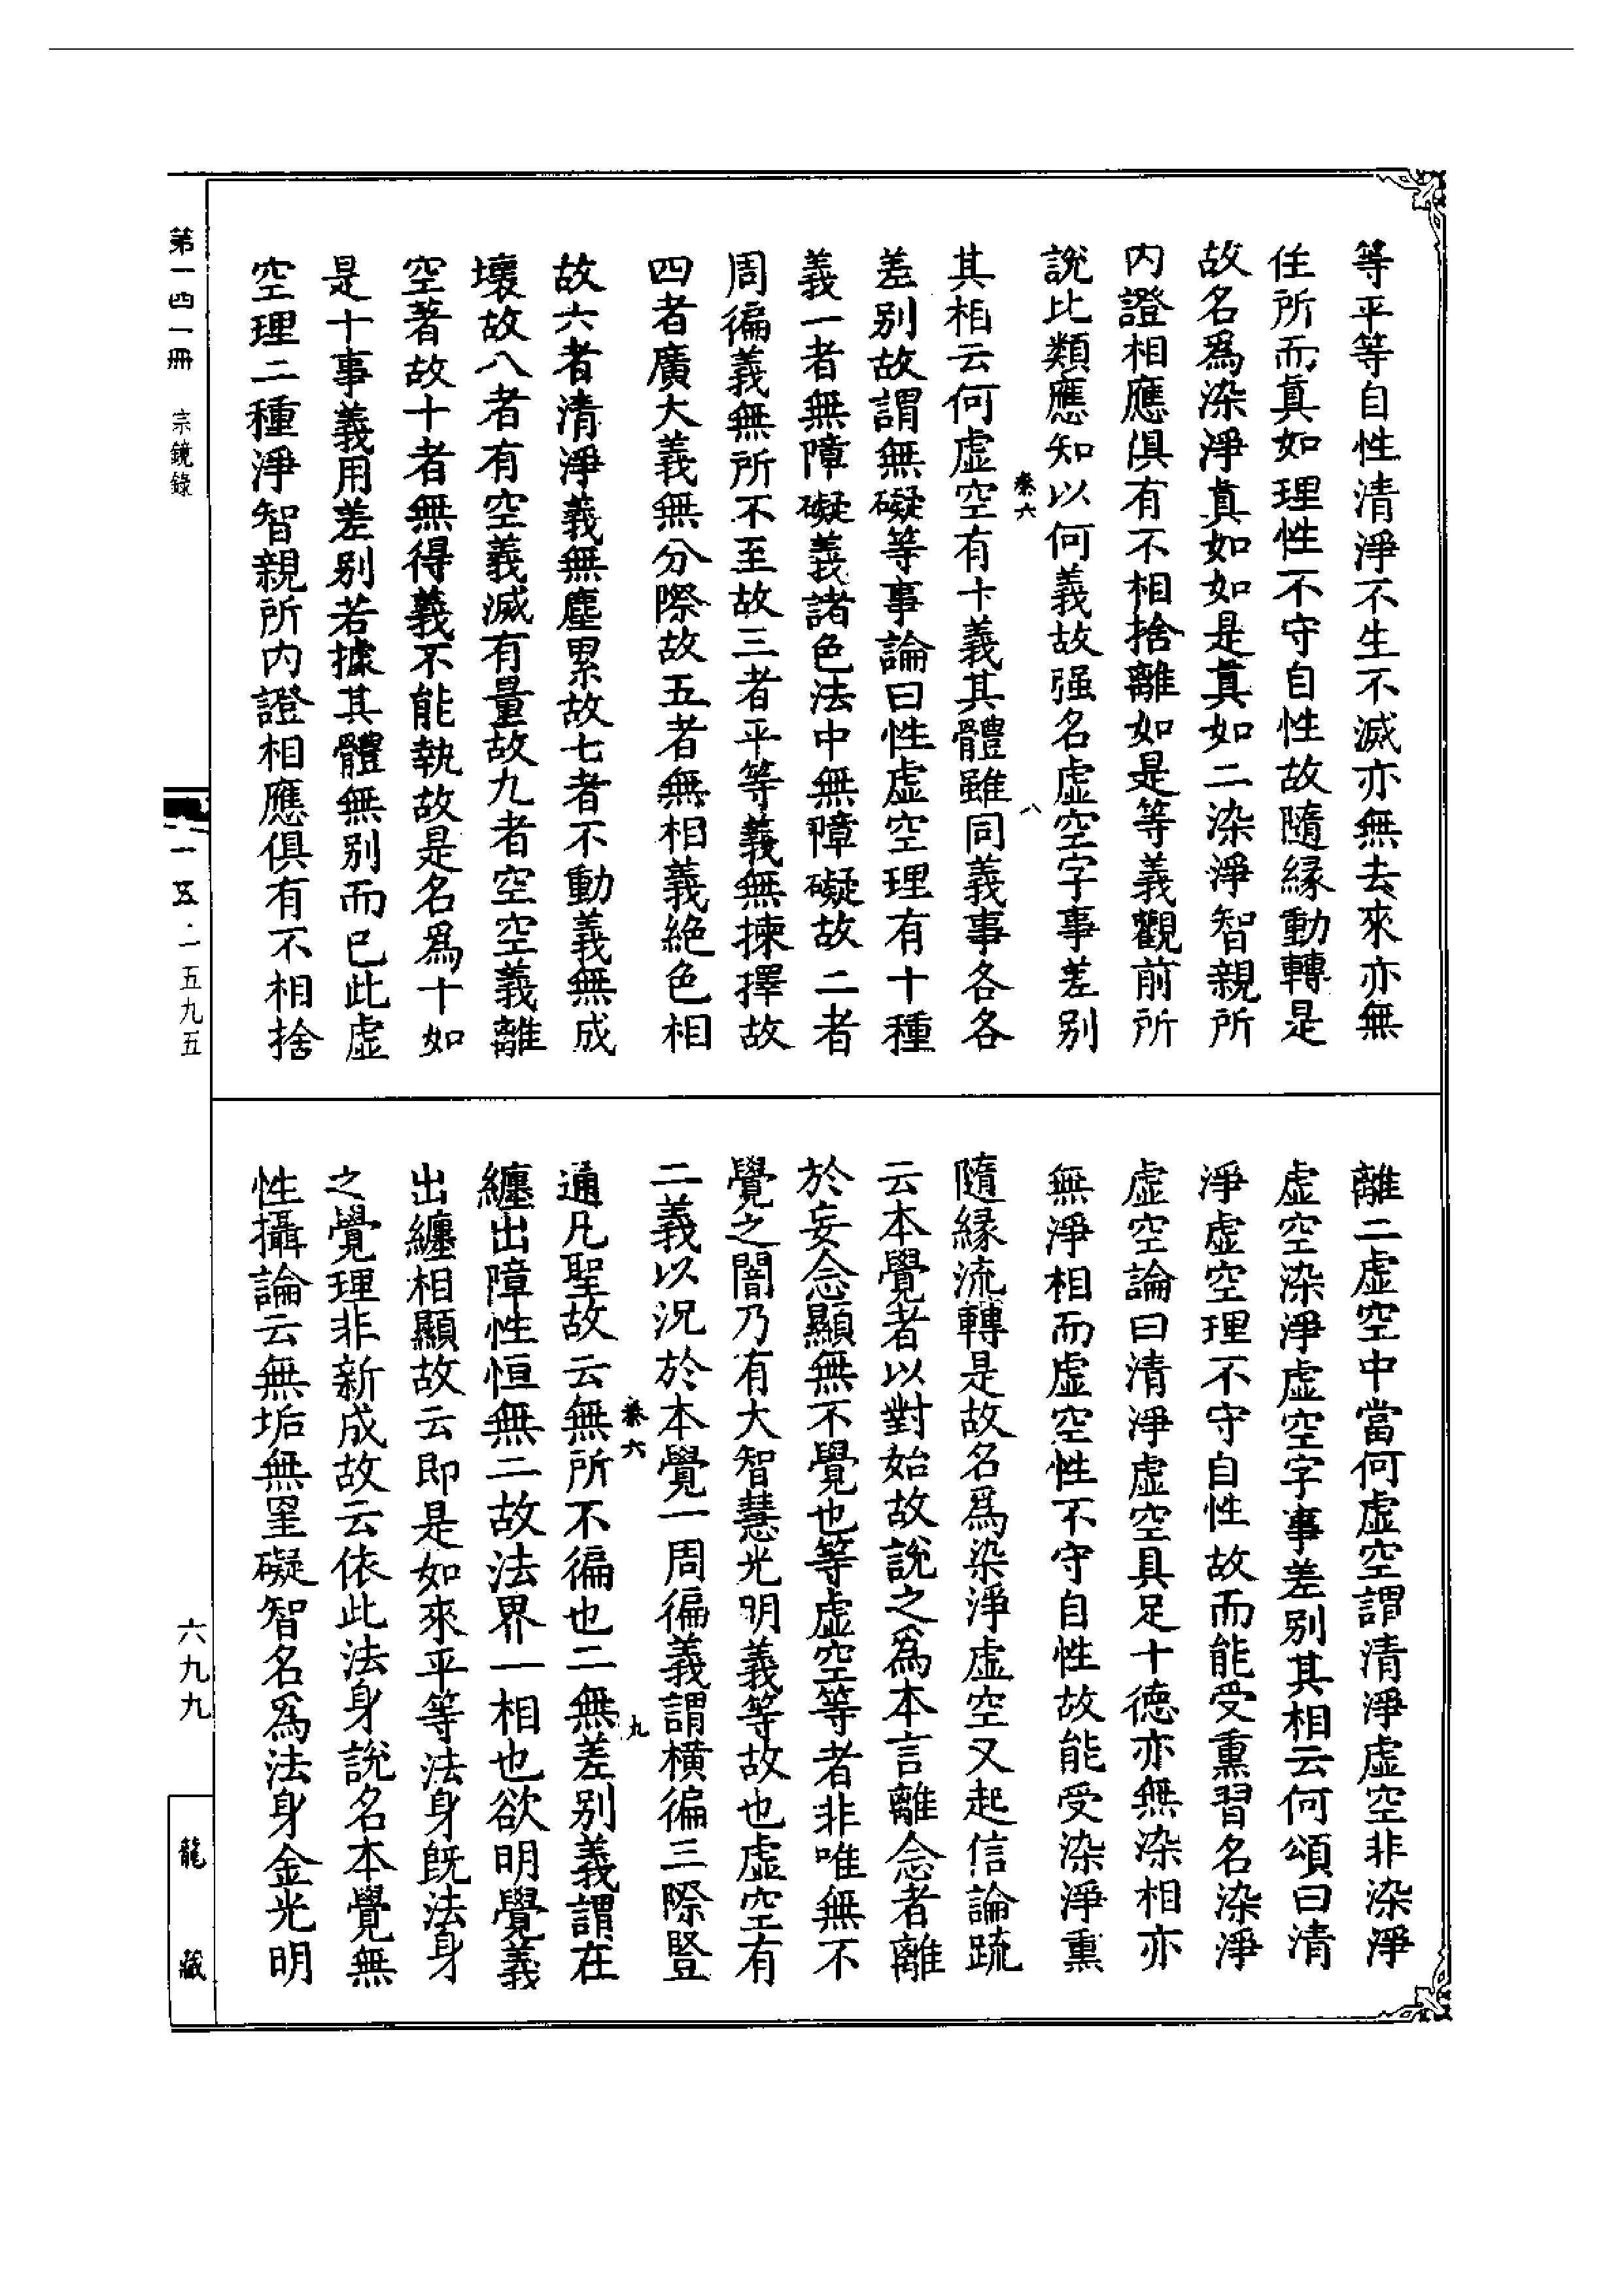 等平等自性清淨不生不滅亦無去來亦無
住所而真如理性不守自性故隨緣動轉是
故名爲染淨真如如是真如二染淨智親所
内證相應俱有不相捨離如是等義觀前所
說比類應知以何義故强名虛空字事差别
其相云何虛空有十義其體雖同義事各各
差别故謂無礙等事論曰性虛空理有十種
義一者無障礙義諸色法中無障礙故二者
周徧義無所不至故三者平等義無揀擇故
四者廣大義無分際故五者無相義絕色相
故六者清淨義無塵累故七者不動義無成
壞故八者有空義滅有量故九者空空義離
空著故十者無得義不能執故是名爲十如
是十事義用差别若據其體無别而已此虛
空理二種淨智親所内證相應俱有不相捨
離二虛空中當何虛空謂清淨虛空非染淨
虛空染淨虛空字事差别其相云何頌曰清
淨虛空理不守自性故而能受熏習名染淨
虛空論曰清淨虛空具足十德亦無染相亦
無淨相而虛空性不守自性故能受染淨熏
隨緣流轉是故名爲染淨虛空又起信論䟽
云本覺者以對始故說之爲本言離念者離
於妄念顯無不覺也等虛空等者非唯無不
覺之闇乃有大智慧光明義等故也虛空有
二義以況於本覺一周徧義謂橫徧三際竪
通凡聖故云無所不徧也二無差别義謂在
纏出障性恒無二故法界一相也欲明覺義
出纏相顯故云即是如來平等法身旣法身
之覺理非新成故云依此法身說名本覺無
性攝論云無垢無罣礙智名爲法身金光明
第一四一冊 宗鏡錄
一一五·一五九五
六九九
龍藏
叅六
八
叅六
九